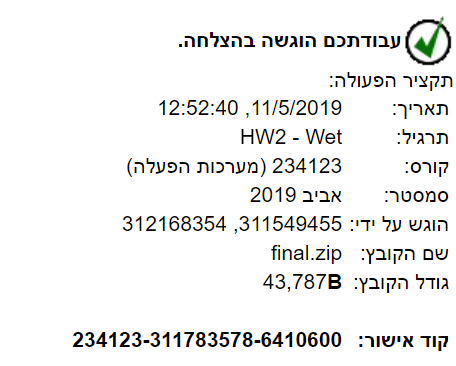 עבודתכם הוגשה בהצלחה.
תקציר הפעולה:
תאריך: 11/5/2019, 12:52:40
תרגיל: HW2 - Wet
קורס: 234123 (מערכות הפעלה)
סמסטר: אביב 2019
הוגש על ידי: 311549455, 312168354
שם הקובץ: final.zip
גודל הקובץ: 43,787B
קוד אישור: 234123-311783578-6410600